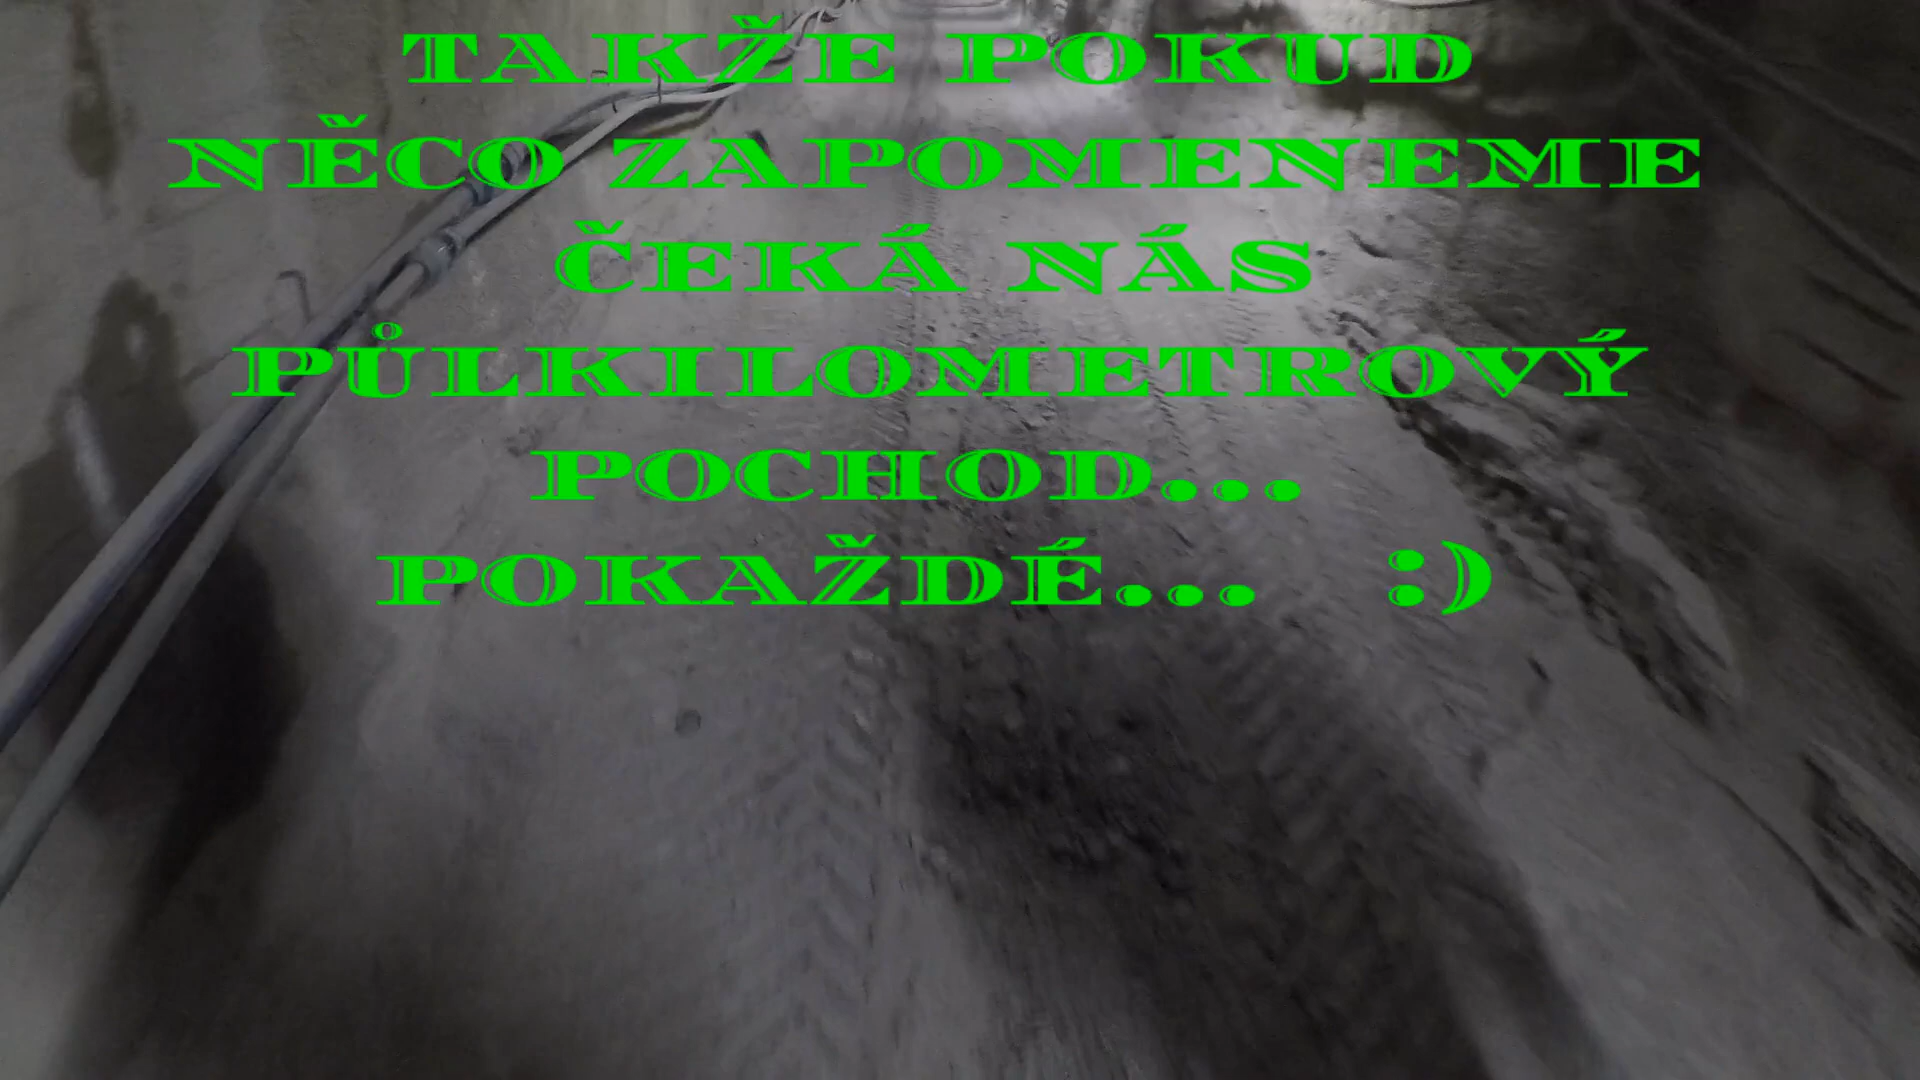 TAKŽE POKUD
NĚCO ZAPOMENEME
ČEKÁ NÁS
PŮLKILOMETROVÝ
POCHOD...
POKAŽDÉ... :)